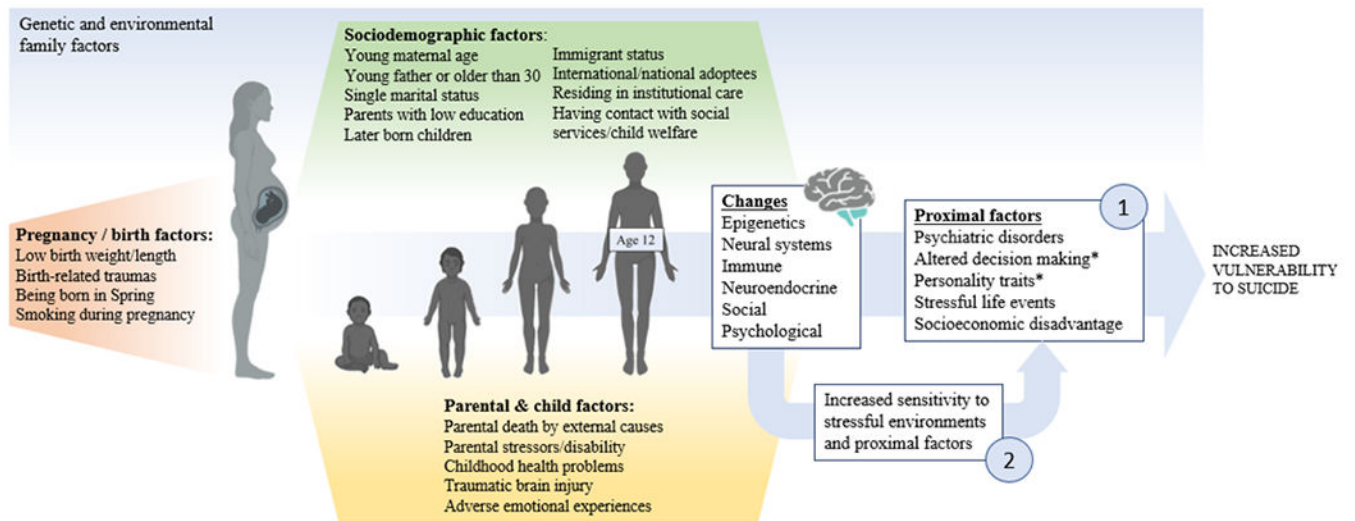 Genetic and environmental
family factors
Sociodemographic factors:
Young maternal age
Young father or older than 30
Single marital status
Parents with low education
Later born children
Immigrant status
International/national adoptees
Residing in institutional care
Having contact with social
services/child welfare
Pregnancy / birth factors:
Low birth weight/length
Birth-related traumas
Being born in Spring
Smoking during pregnancy
Age 12
Parental & child factors:
Parental death by external causes
Parental stressors/disability
Childhood health problems
Traumatic brain injury
Adverse emotional experiences
Changes
Epigenetics
Neural systems
Immune
Neuroendocrine
Social
Psychological
1
Proximal factors
Psychiatric disorders
Altered decision making*
Personality traits*
Stressful life events
Socioeconomic disadvantage
Increased sensitivity to
stressful environments
and proximal factors
2
INCREASED
VULNERABILITY
TO SUICIDE